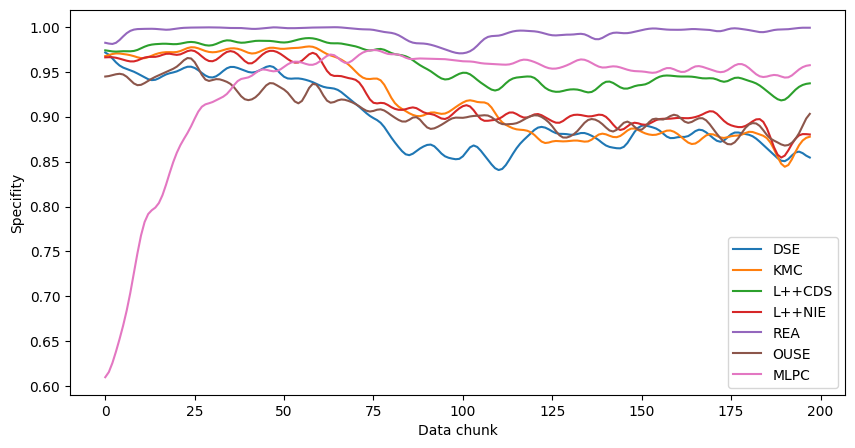 1.00
0.95
0.90
0.85
0.80
0.75
0.70
0.65
0.60
Specifity
0
25
50
75
100
125
150
175
200
Data chunk
DSE
KMC
L++CDS
L++NIE
REA
OUSE
MLPC